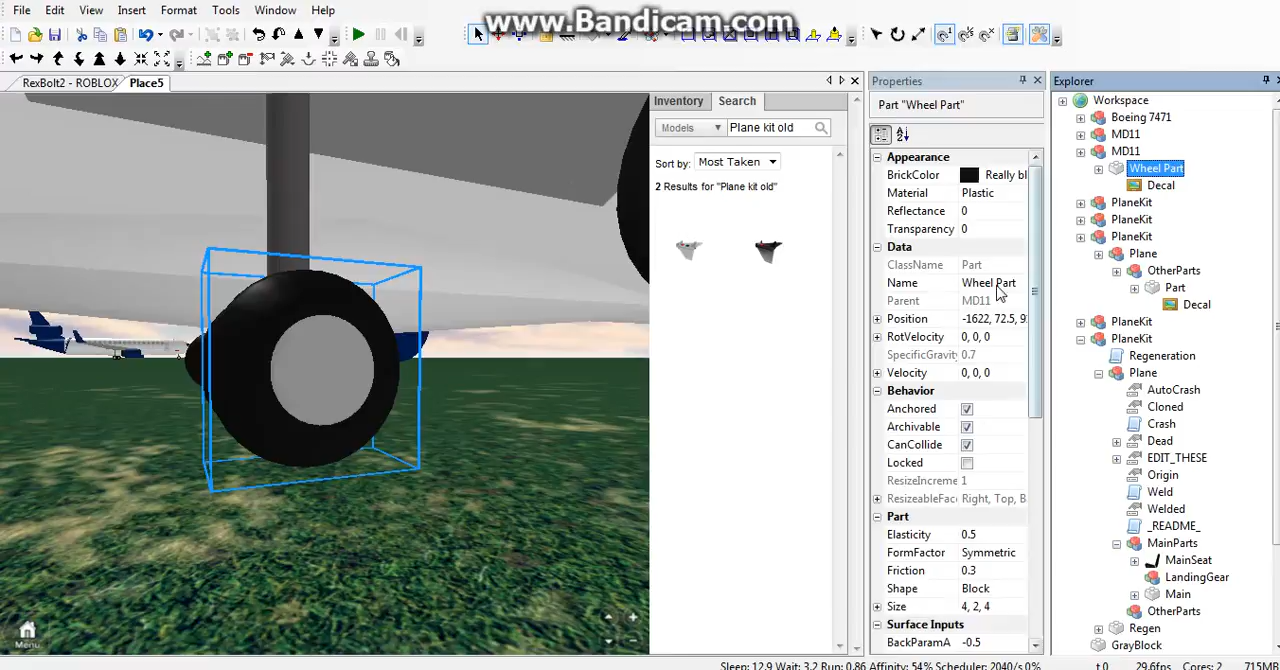 www.Bandicam.com
File Edit View Insert Format Tools Window Help
RexBolt2 - ROBLOX Place5
Inventory Search
Models Plane kit old
Sort by: Most Taken
2 Results for "Plane kit old"
Menu
Properties
Part "Wheel Part"
Appearance
BrickColor Really bl
Material Plastic
Reflectance 0
Transparency 0
Data
ClassName Part
Name Wheel Part
Parent MD11
Position -1622, 72.5, 9
RotVelocity 0, 0, 0
SpecificGravity 0.7
Velocity 0, 0, 0
Behavior
Anchored
Archivable
CanCollide
Locked
ResizeIncreme 1
ResizeableFac Right, Top, B
Part
Elasticity 0.5
FormFactor Symmetric
Friction 0.3
Shape Block
Size 4, 2, 4
Surface Inputs
BackParamA -0.5
Explorer
Workspace
Boeing 7471
MD11
MD11
Wheel Part
Decal
PlaneKit
PlaneKit
PlaneKit
Plane
OtherParts
Part
Decal
PlaneKit
PlaneKit
Regeneration
Plane
AutoCrash
Cloned
Crash
Dead
EDIT_THESE
Origin
Weld
Welded
_README_
MainParts
MainSeat
LandingGear
Main
OtherParts
Regen
GrayBlock
Sleep: 12.9 Wait: 3.2 Run: 0.86 Affinity: 54% Scheduler: 2040/s 0% t.0 29.6fps Cores: 2 715MB